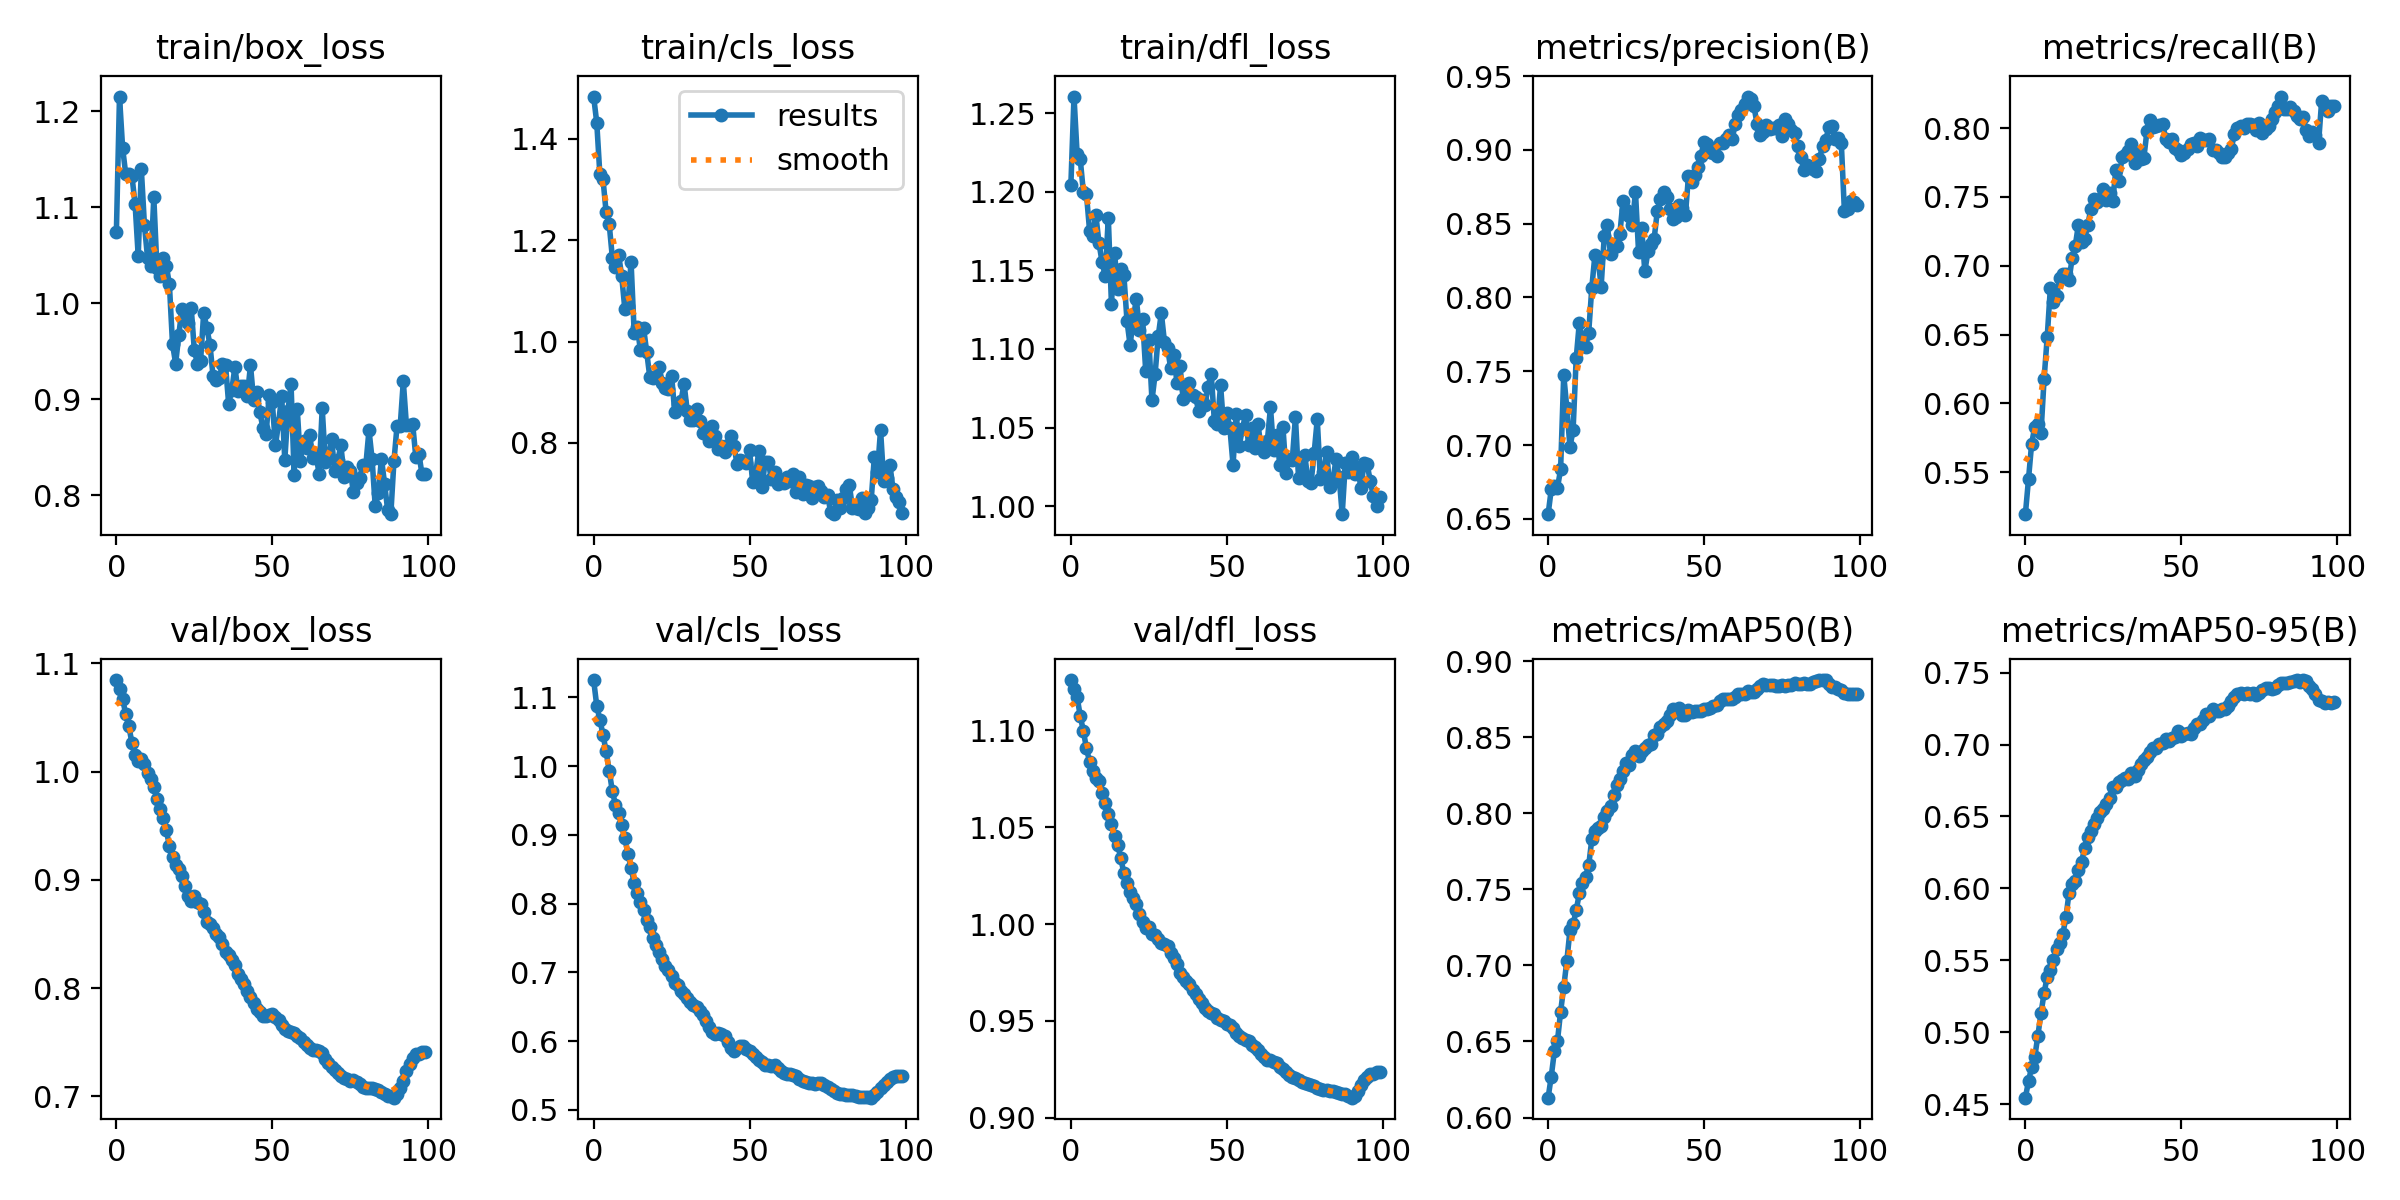 train/box_loss
1.2
1.1
1.0
0.9
0.8
0 50 100
train/cls_loss
results
smooth
1.4
1.2
1.0
0.8
0 50 100
train/dfl_loss
1.25
1.20
1.15
1.10
1.05
1.00
0 50 100
metrics/precision(B)
0.95
0.90
0.85
0.80
0.75
0.70
0.65
0 50 100
metrics/recall(B)
0.80
0.75
0.70
0.65
0.60
0.55
0 50 100
val/box_loss
1.1
1.0
0.9
0.8
0.7
0 50 100
val/cls_loss
1.1
1.0
0.9
0.8
0.7
0.6
0.5
0 50 100
val/dfl_loss
1.10
1.05
1.00
0.95
0.90
0 50 100
metrics/mAP50(B)
0.90
0.85
0.80
0.75
0.70
0.65
0.60
0 50 100
metrics/mAP50-95(B)
0.75
0.70
0.65
0.60
0.55
0.50
0.45
0 50 100